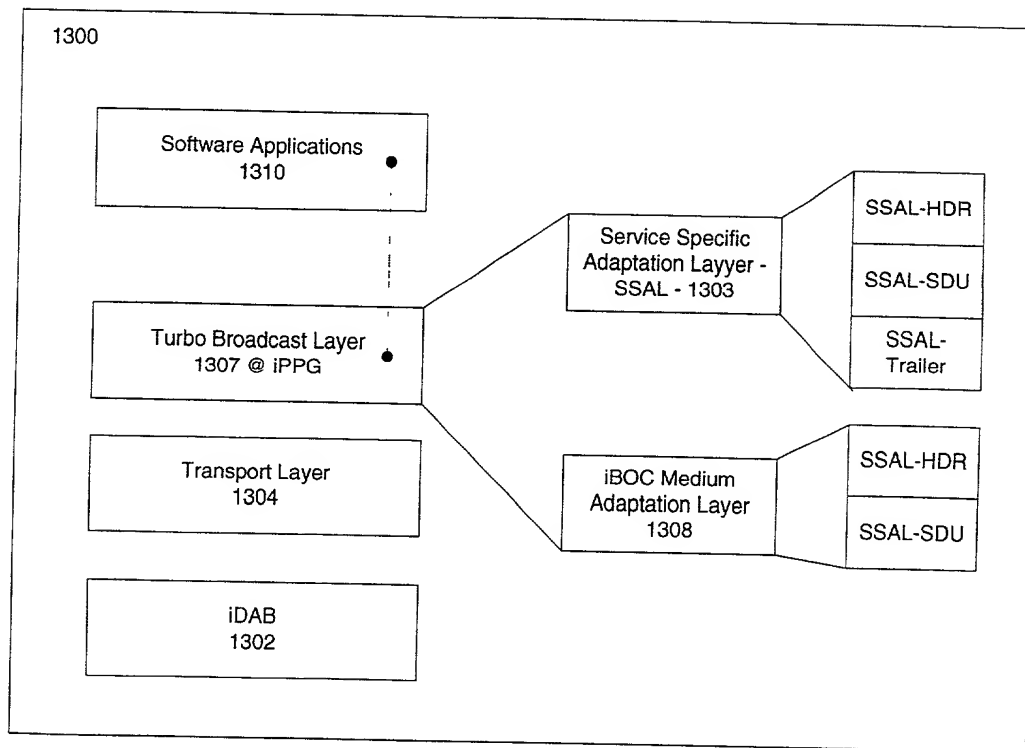 1300
Software Applications
1310
Turbo Broadcast Layer
1307 @ iPPG
Transport Layer
1304
iDAB
1302
Service Specific
Adaptation Layyer -
SSAL - 1303
iBOC Medium
Adaptation Layer
1308
SSAL-HDR
SSAL-SDU
SSAL-
Trailer
SSAL-HDR
SSAL-SDU